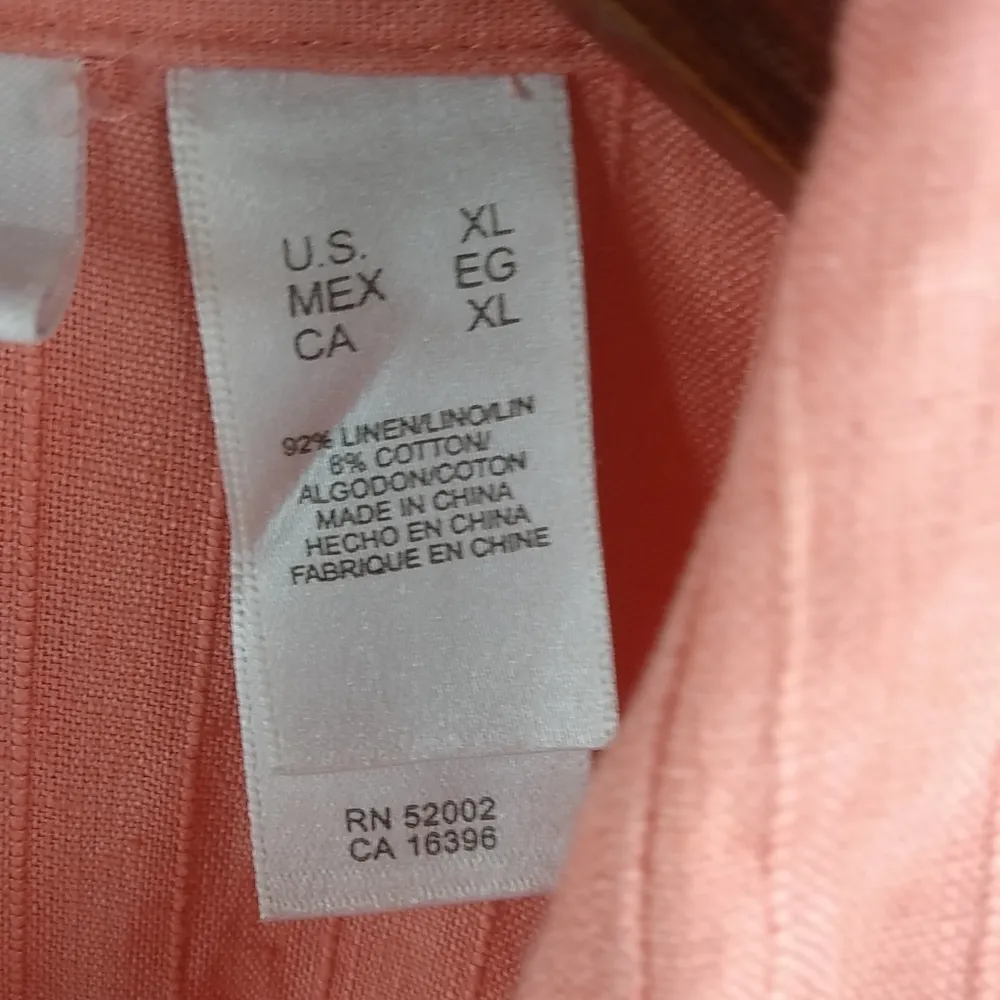 U.S. XL
MEX EG
CA XL
92% LINEN/LINO/LIN
8% COTTON/
ALGODON/COTON
MADE IN CHINA
HECHO EN CHINA
FABRIQUE EN CHINE
RN 52002
CA 16396